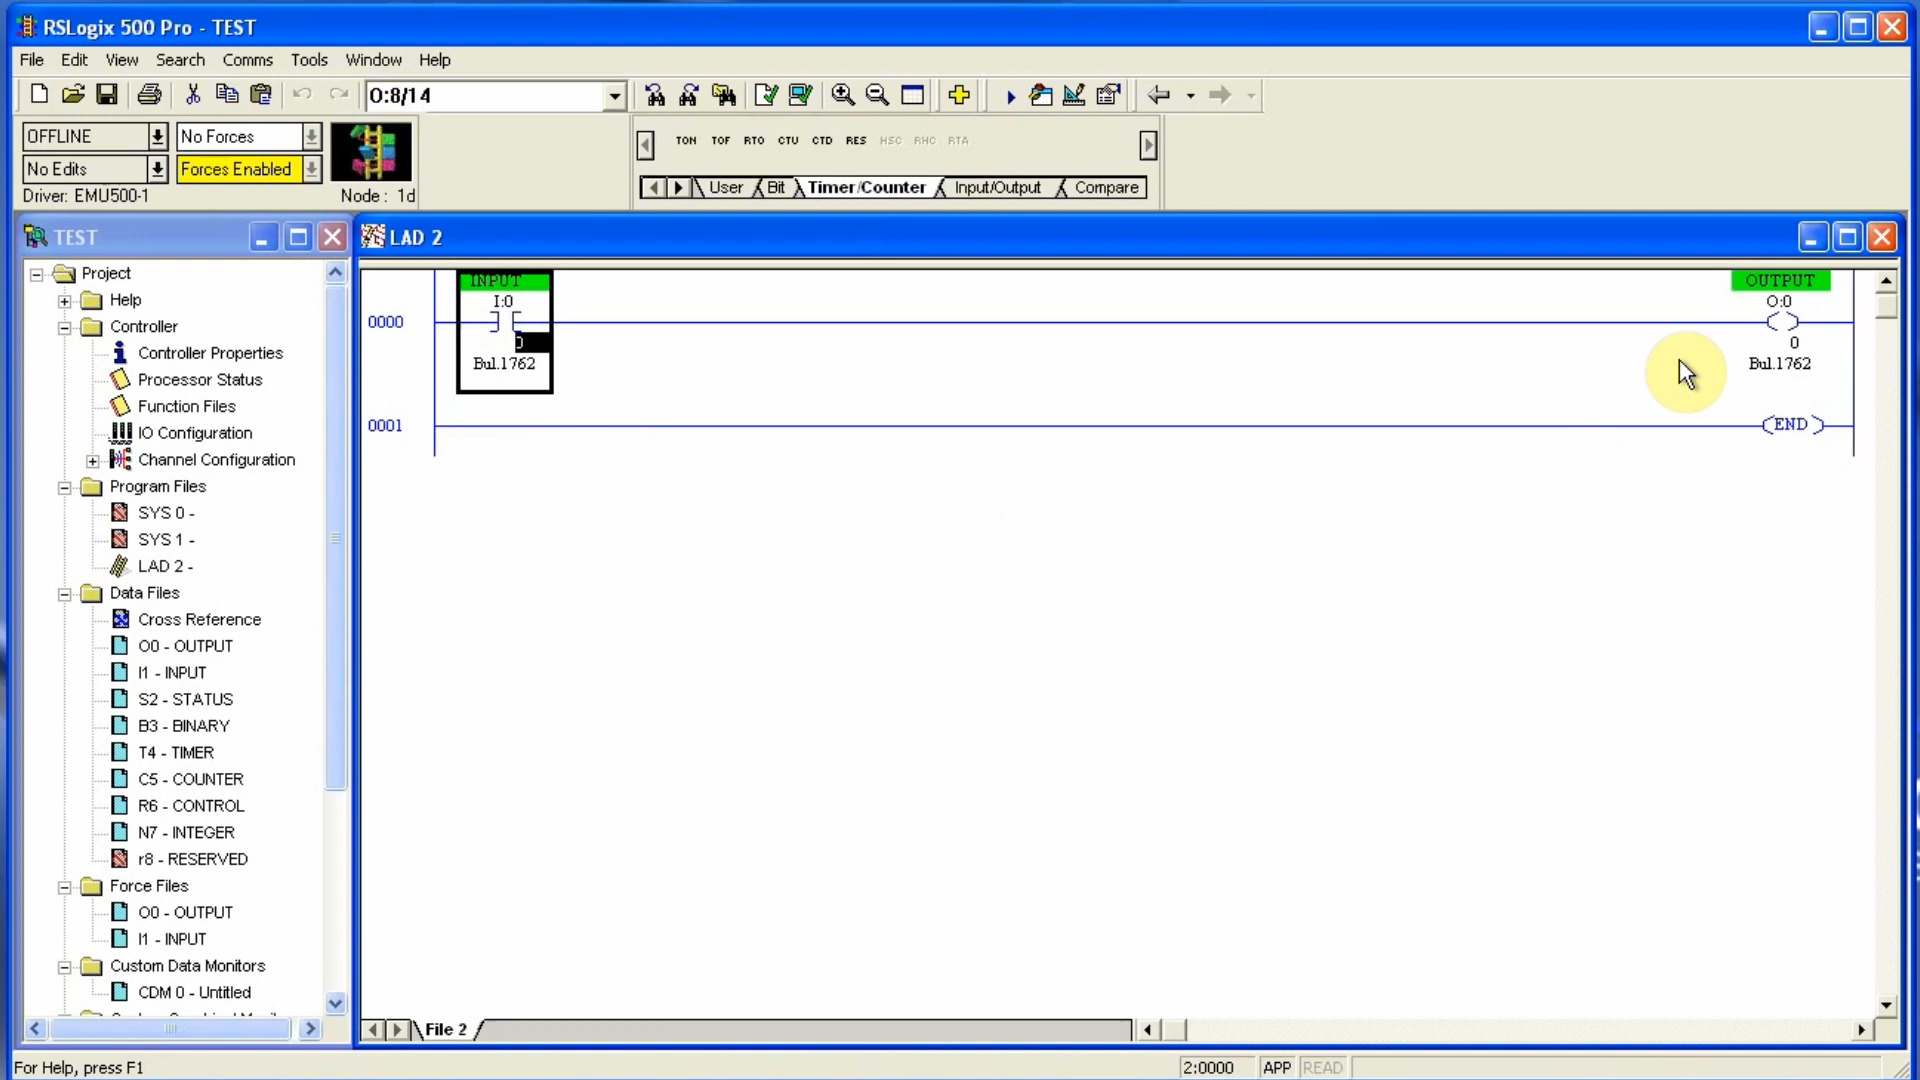 RSLogix 500 Pro - TEST
File Edit View Search Comms Tools Window Help
O:8/14
OFFLINE No Forces
No Edits Forces Enabled
Driver: EMU500-1 Node : 1d
TON TOF RTO CTU CTD RES HSC RHC RTA
User Bit Timer/Counter Input/Output Compare
TEST
Project
Help
Controller
Controller Properties
Processor Status
Function Files
IO Configuration
Channel Configuration
Program Files
SYS 0 -
SYS 1 -
LAD 2 -
Data Files
Cross Reference
O0 - OUTPUT
I1 - INPUT
S2 - STATUS
B3 - BINARY
T4 - TIMER
C5 - COUNTER
R6 - CONTROL
N7 - INTEGER
r8 - RESERVED
Force Files
O0 - OUTPUT
I1 - INPUT
Custom Data Monitors
CDM 0 - Untitled
LAD 2
INPUT OUTPUT
I:0 O:0
0000
0 0
Bul.1762 Bul.1762
0001 END
File 2
For Help, press F1 2:0000 APP READ